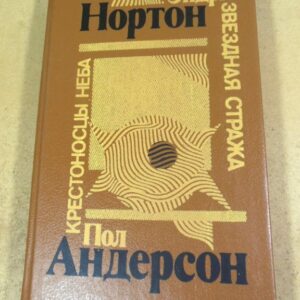 Нортон
ЗВЕЗДНАЯ СТРАЖА
КРЕСТОНОСЦЫ НЕБА
Пол
Андерсон